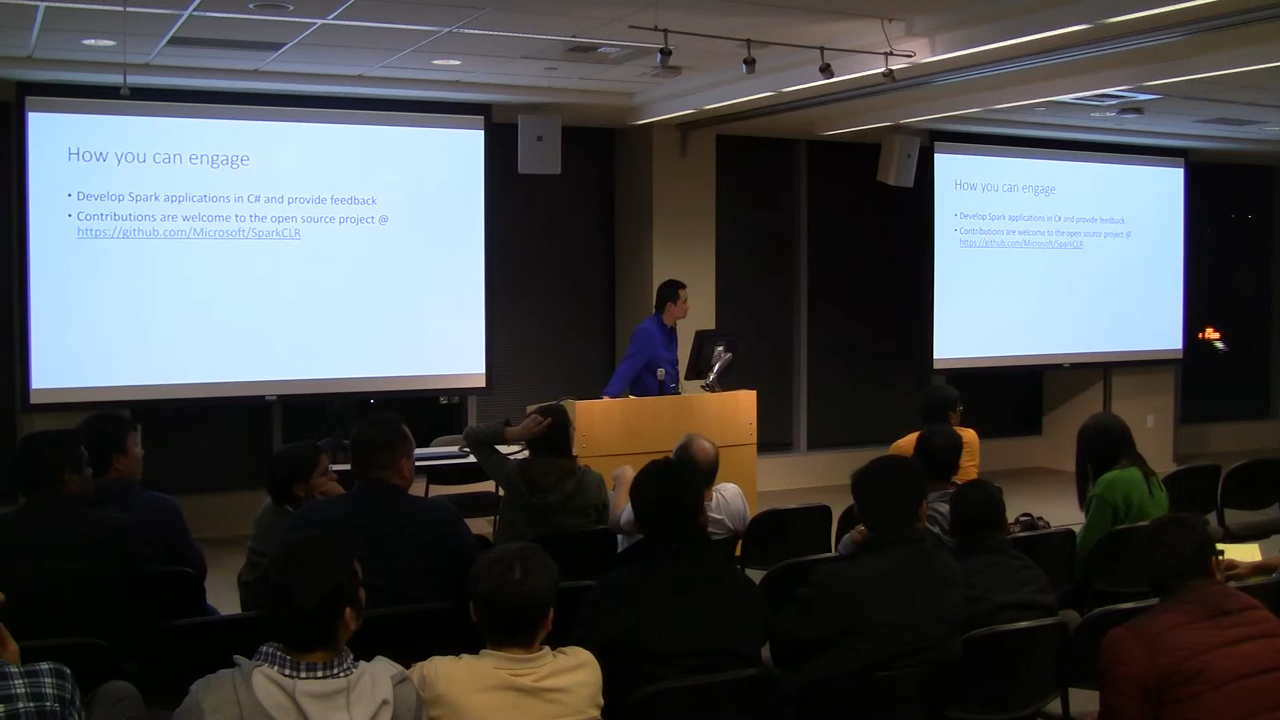 How you can engage
• Develop Spark applications in C# and provide feedback
• Contributions are welcome to the open source project @
https://github.com/Microsoft/SparkCLR
How you can engage
• Develop Spark applications in C# and provide feedback
• Contributions are welcome to the open source project @
https://github.com/Microsoft/SparkCLR